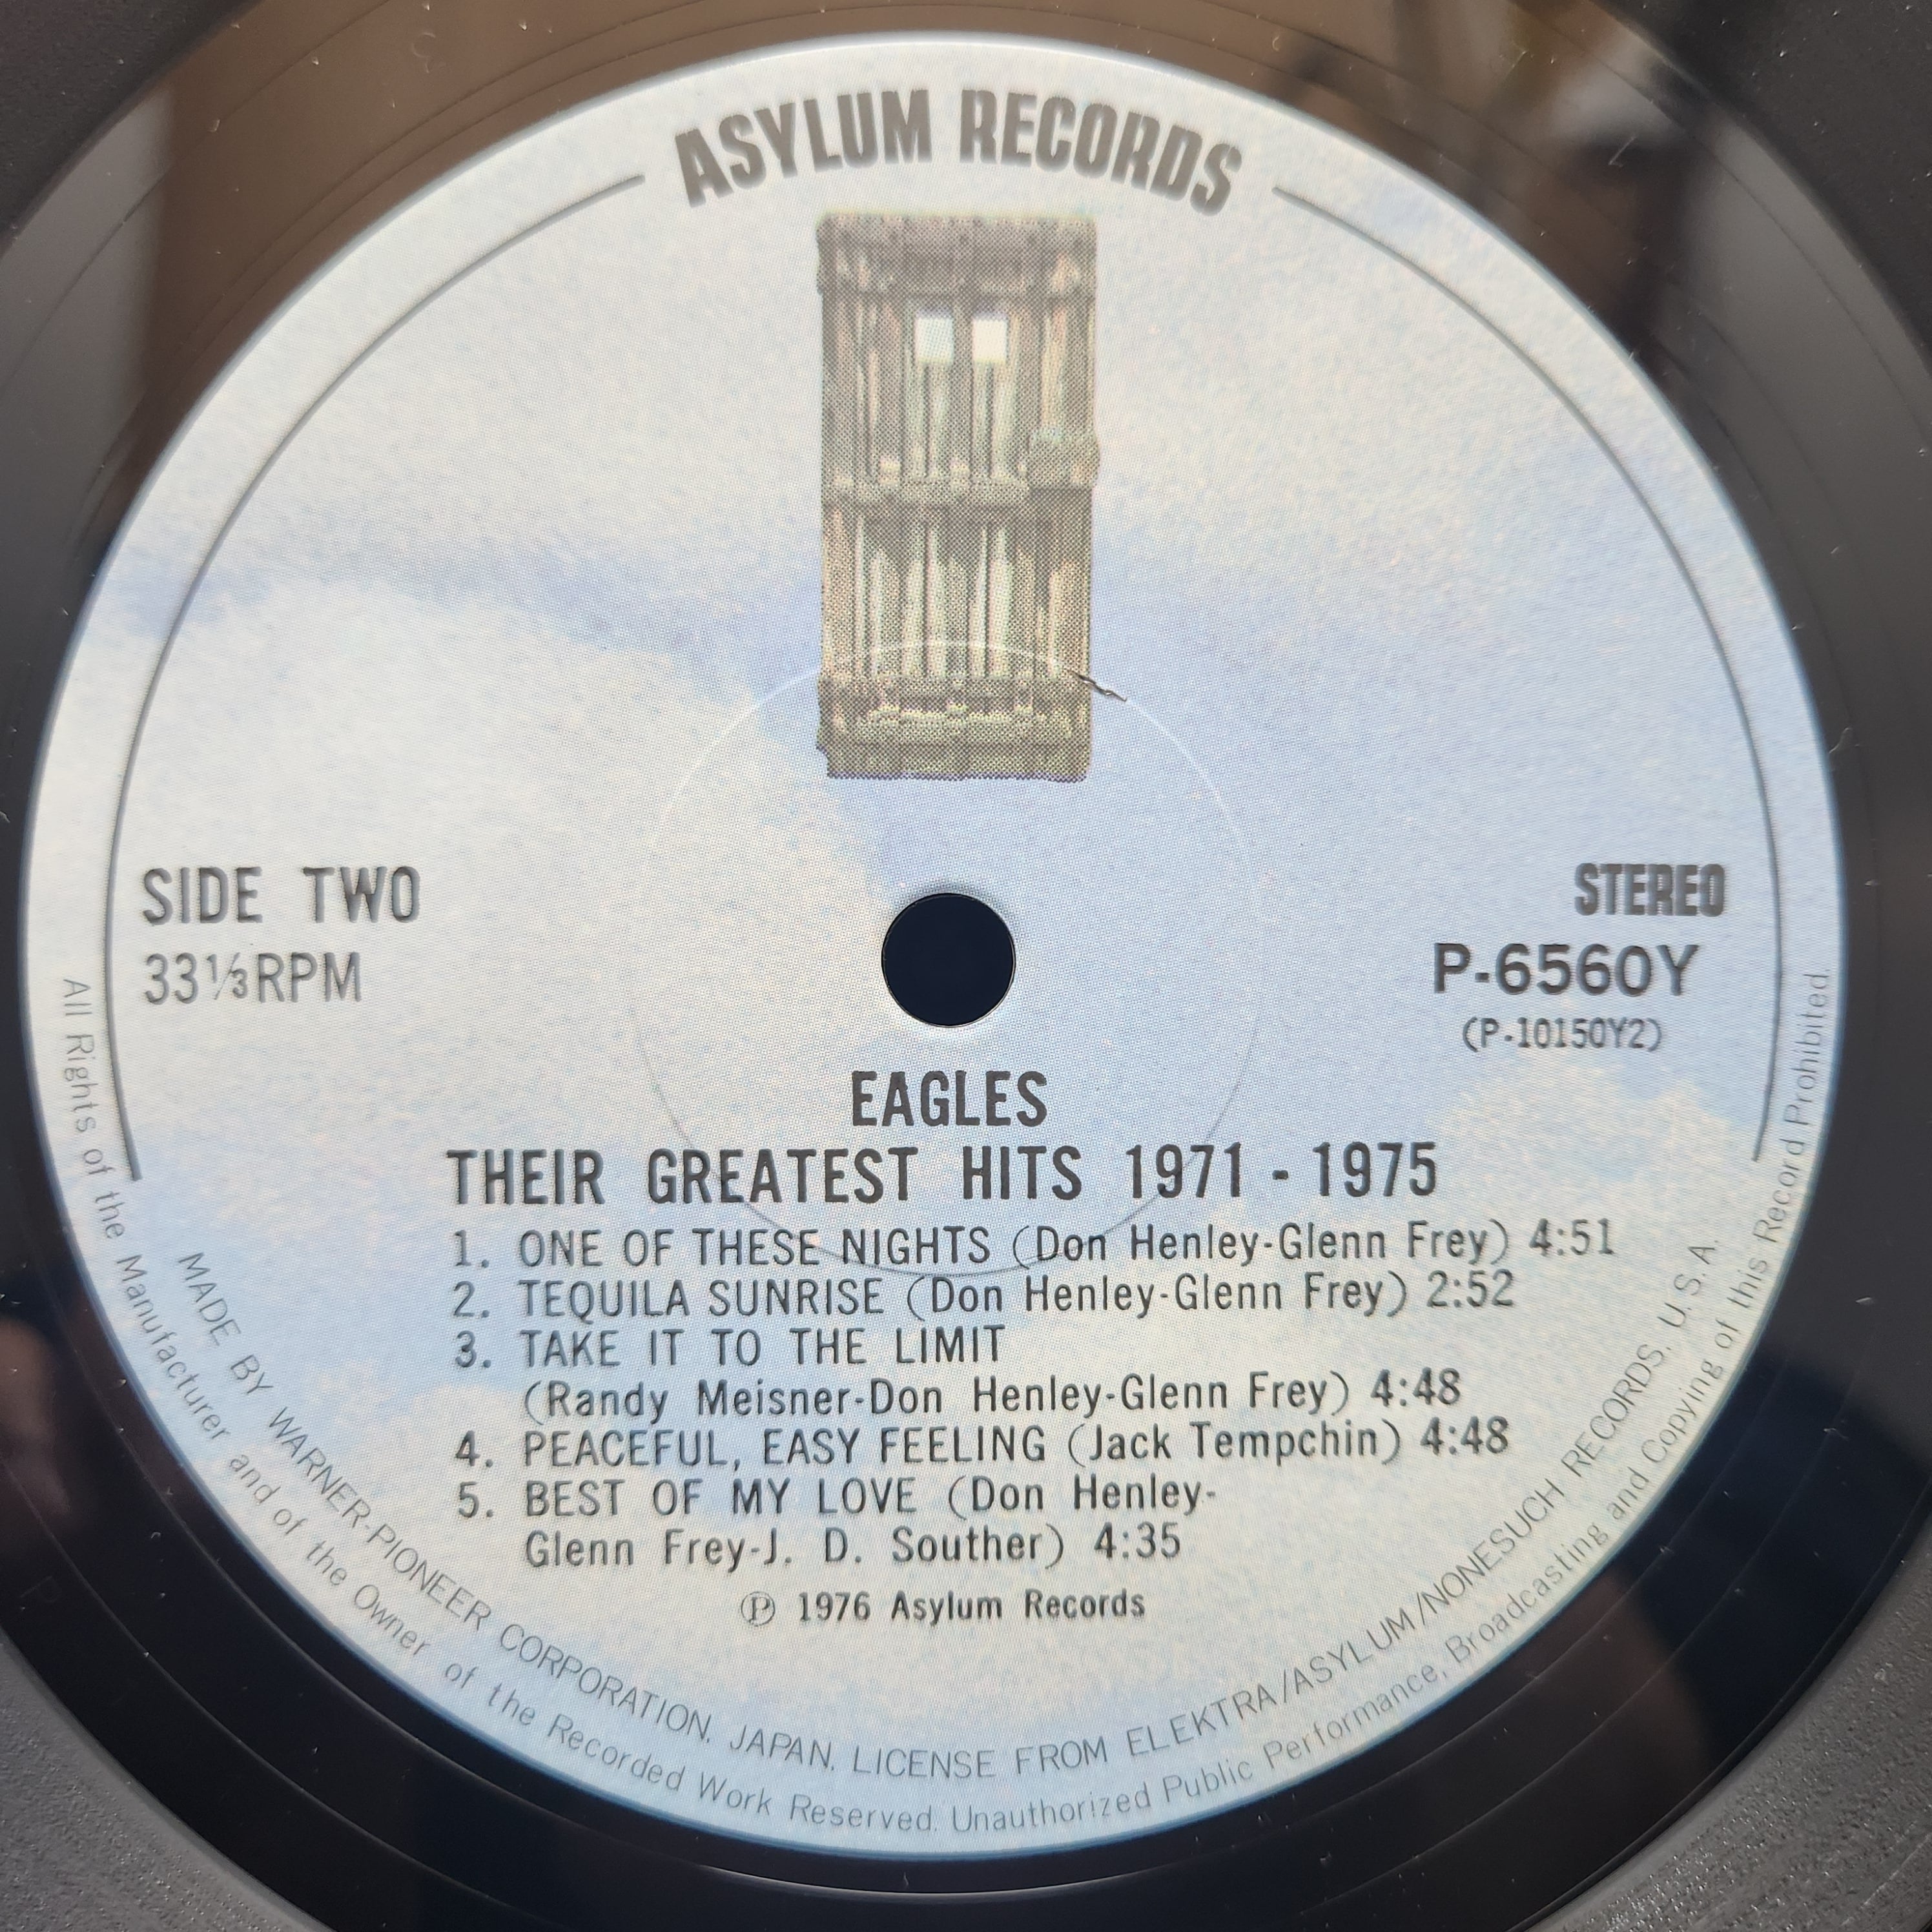 ASYLUM RECORDS
SIDE TWO
33⅓RPM
STEREO
P-6560Y
(P-10150Y2)
EAGLES
THEIR GREATEST HITS 1971 - 1975
1. ONE OF THESE NIGHTS (Don Henley-Glenn Frey) 4:51
2. TEQUILA SUNRISE (Don Henley-Glenn Frey) 2:52
3. TAKE IT TO THE LIMIT
(Randy Meisner-Don Henley-Glenn Frey) 4:48
4. PEACEFUL, EASY FEELING (Jack Tempchin) 4:48
5. BEST OF MY LOVE (Don Henley-
Glenn Frey-J. D. Souther) 4:35
Ⓟ 1976 Asylum Records
MADE BY WARNER-PIONEER CORPORATION, JAPAN. LICENSE FROM ELEKTRA/ASYLUM/NONESUCH RECORDS, U.S.A.
All Rights of the Manufacturer and of the Owner of the Recorded Work Reserved. Unauthorized Public Performance, Broadcasting and Copying of this Record Prohibited.